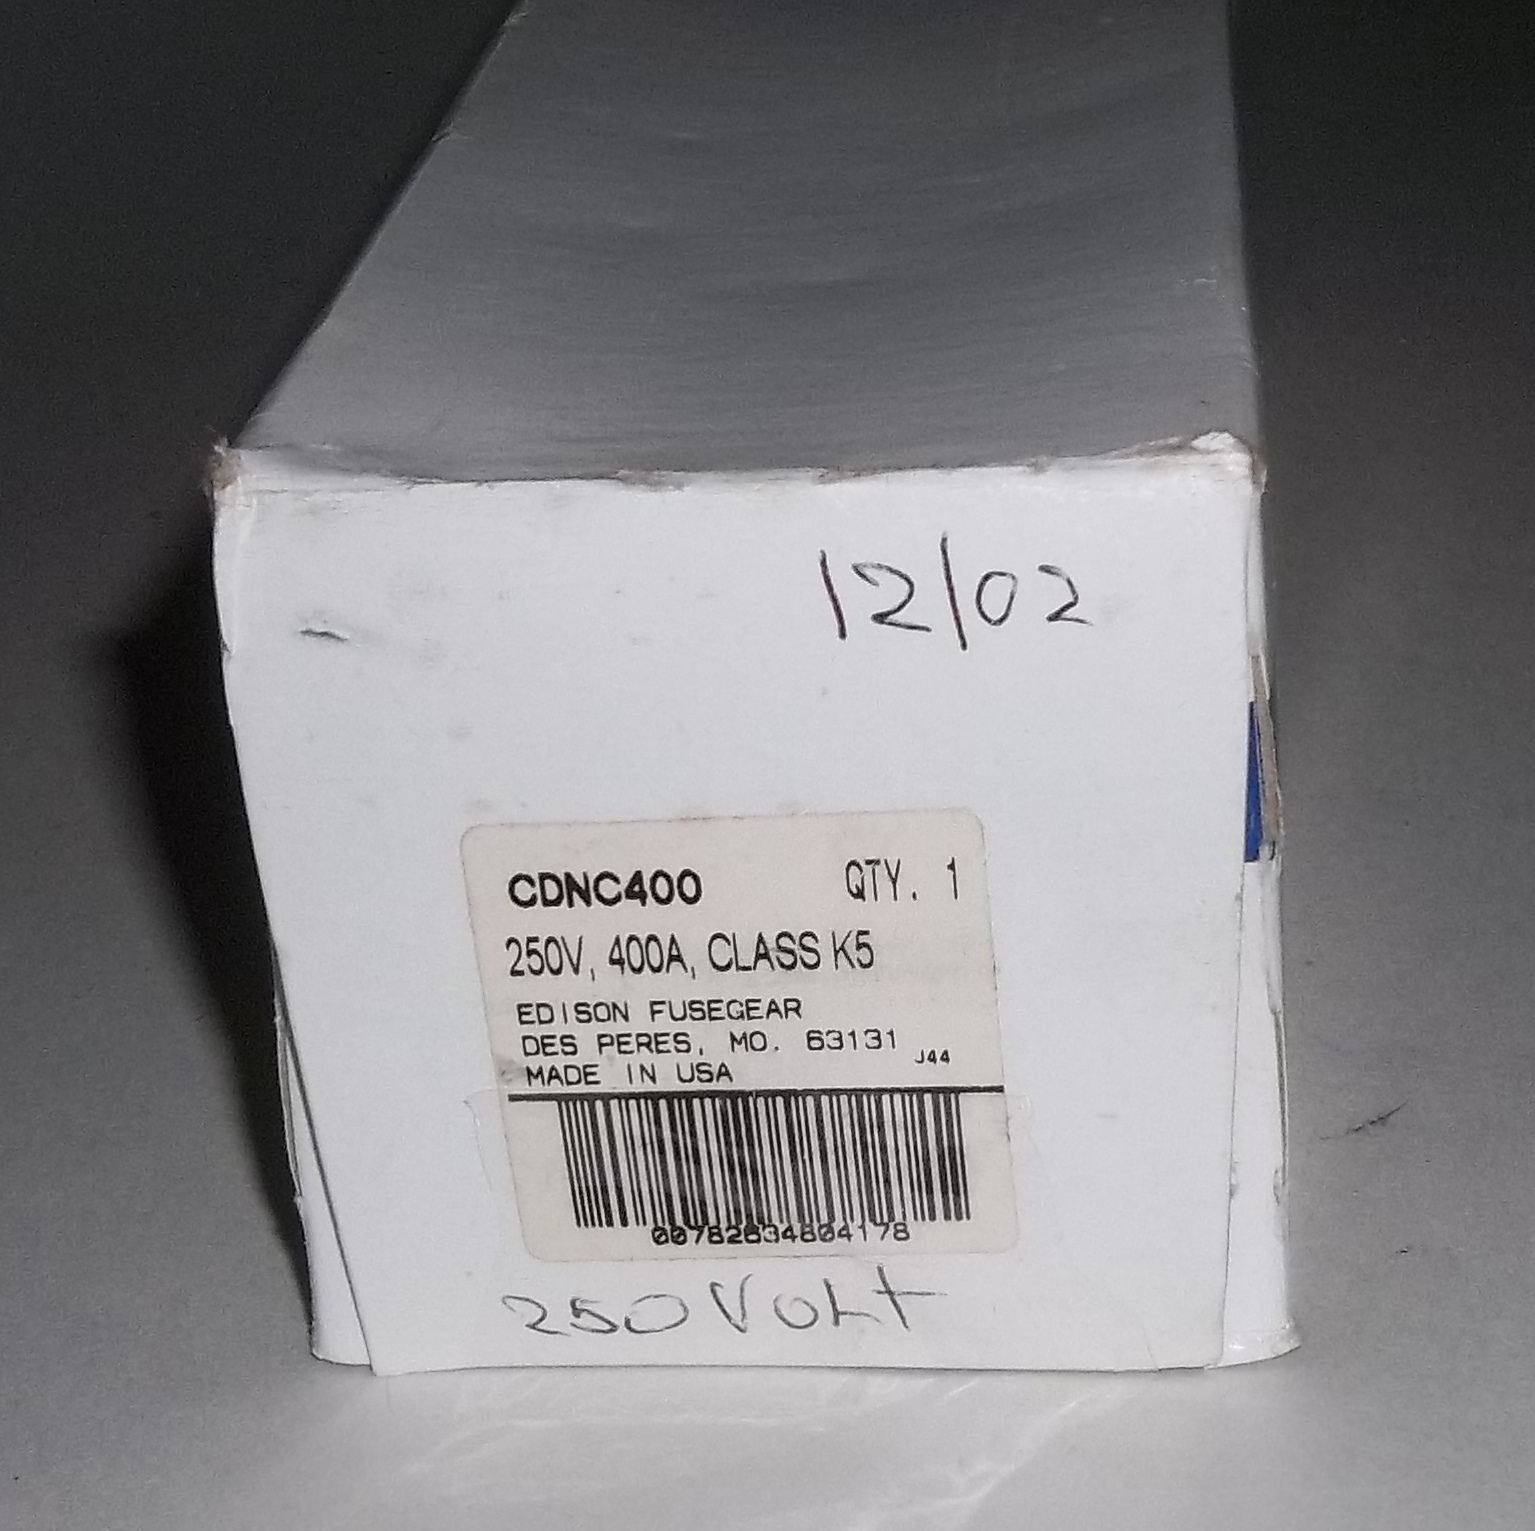 12/02
CDNC400 QTY. 1
250V, 400A, CLASS K5
EDISON FUSEGEAR
DES PERES, MO. 63131 J44
MADE IN USA
00782834804178
250 VOLT